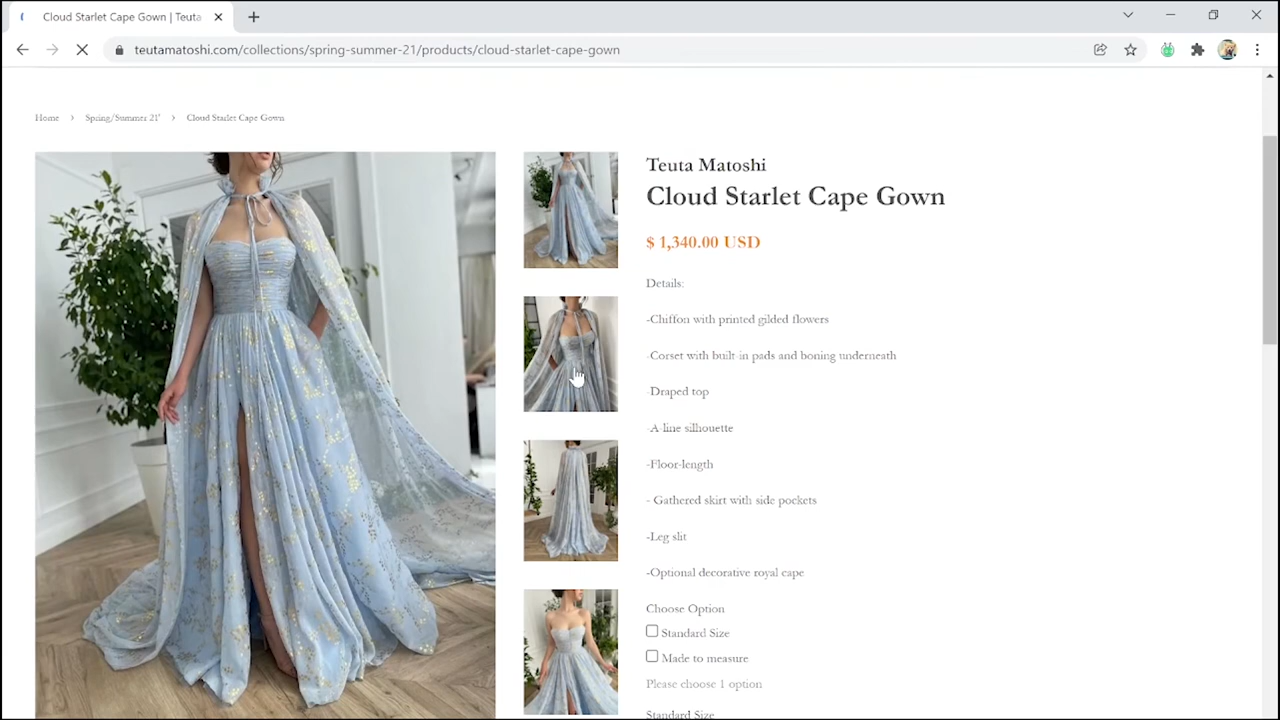 Cloud Starlet Cape Gown | Teuta
teutamatoshi.com/collections/spring-summer-21/products/cloud-starlet-cape-gown
Home > Spring/Summer 21' > Cloud Starlet Cape Gown
Teuta Matoshi
Cloud Starlet Cape Gown
$ 1,340.00 USD
Details:
-Chiffon with printed gilded flowers
-Corset with built-in pads and boning underneath
-Draped top
-A-line silhouette
-Floor-length
- Gathered skirt with side pockets
-Leg slit
-Optional decorative royal cape
Choose Option
Standard Size
Made to measure
Please choose 1 option
Standard Size